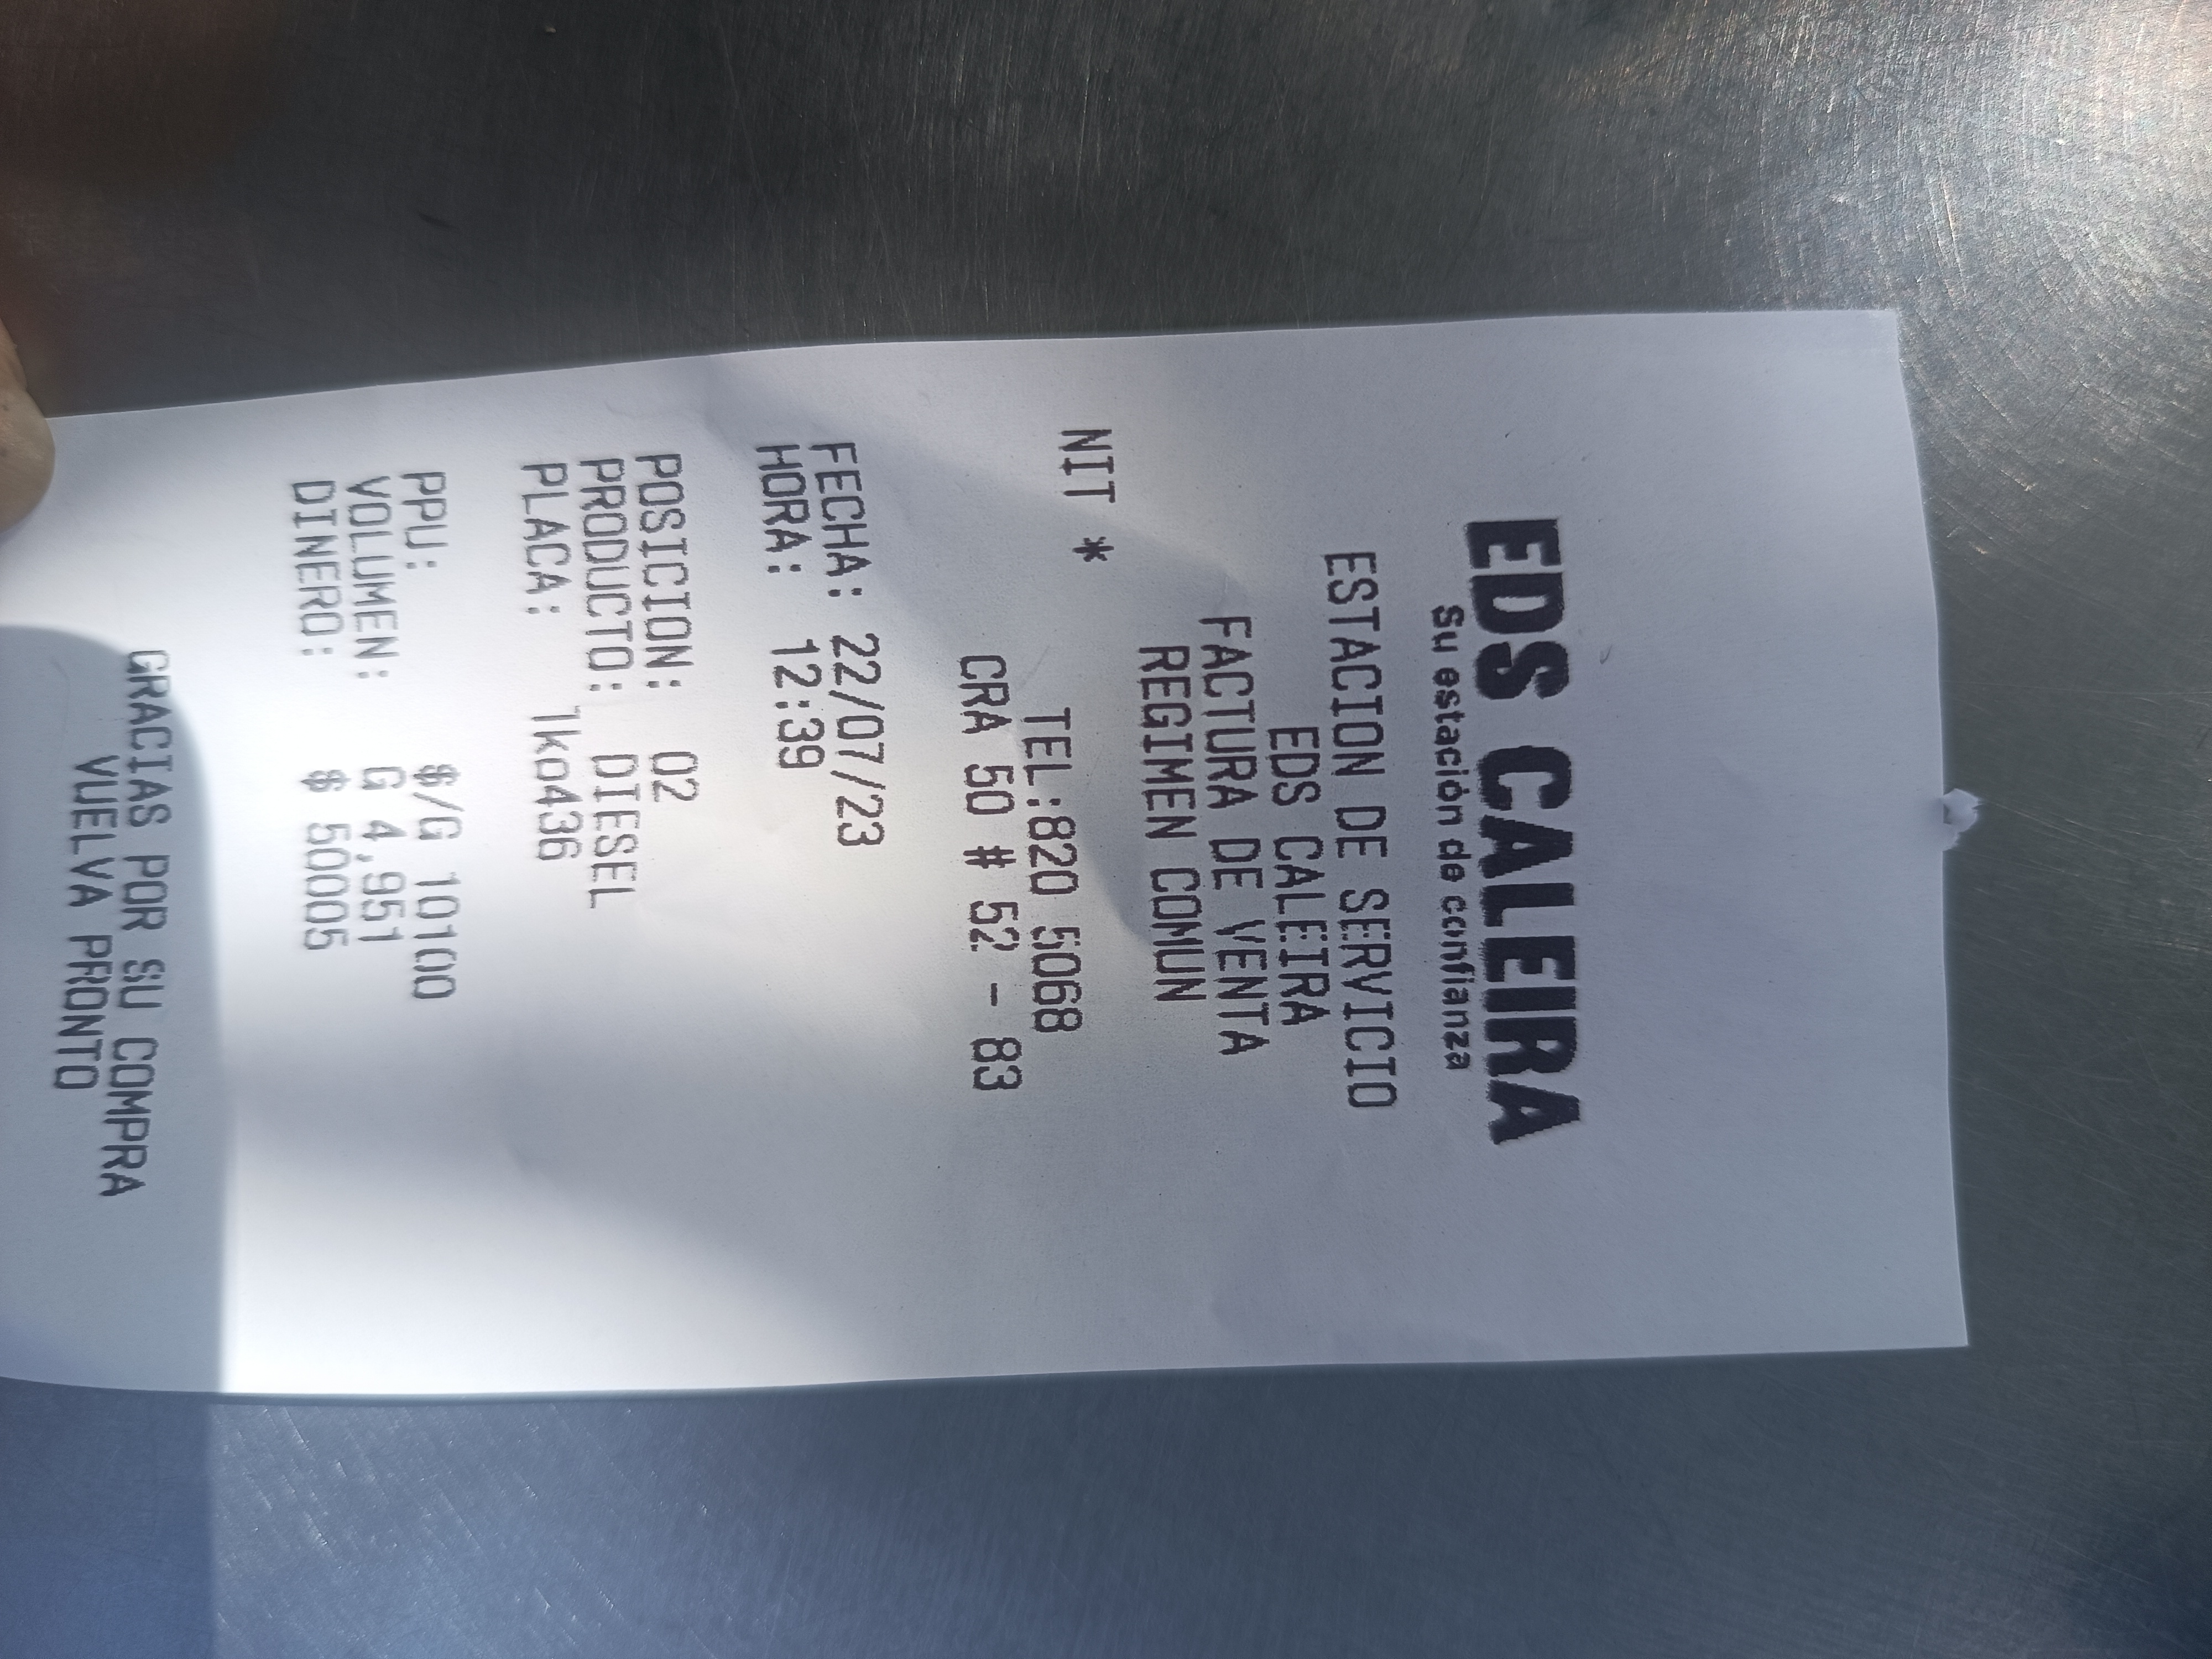 EDS CALEIRA
Su estación de confianza
ESTACION DE SERVICIO
EDS CALEIRA
FACTURA DE VENTA
REGIMEN COMUN
NIT *
TEL:820 5068
CRA 50 # 52 - 83
FECHA: 22/07/23
HORA: 12:39
POSICION: 02
PRODUCTO: DIESEL
PLACA: lko436
PPU: $/G 10100
VOLUMEN: G 4.951
DINERO: $ 50005
GRACIAS POR SU COMPRA
VUELVA PRONTO